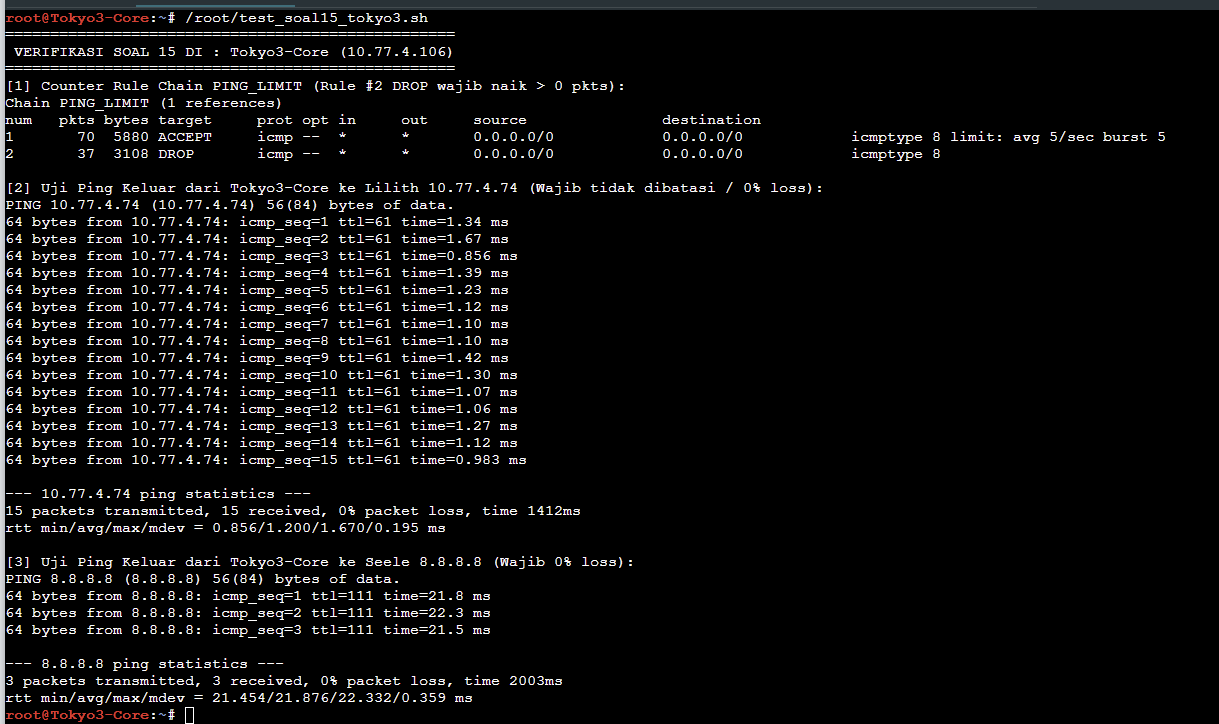 root@Tokyo3-Core:~# /root/test_soal15_tokyo3.sh
==================================================
 VERIFIKASI SOAL 15 DI : Tokyo3-Core (10.77.4.106)
==================================================
[1] Counter Rule Chain PING_LIMIT (Rule #2 DROP wajib naik > 0 pkts):
Chain PING_LIMIT (1 references)
num   pkts bytes target     prot opt in     out     source               destination
1       70  5880 ACCEPT     icmp --  *      *       0.0.0.0/0            0.0.0.0/0            icmptype 8 limit: avg 5/sec burst 5
2       37  3108 DROP       icmp --  *      *       0.0.0.0/0            0.0.0.0/0            icmptype 8

[2] Uji Ping Keluar dari Tokyo3-Core ke Lilith 10.77.4.74 (Wajib tidak dibatasi / 0% loss):
PING 10.77.4.74 (10.77.4.74) 56(84) bytes of data.
64 bytes from 10.77.4.74: icmp_seq=1 ttl=61 time=1.34 ms
64 bytes from 10.77.4.74: icmp_seq=2 ttl=61 time=1.67 ms
64 bytes from 10.77.4.74: icmp_seq=3 ttl=61 time=0.856 ms
64 bytes from 10.77.4.74: icmp_seq=4 ttl=61 time=1.39 ms
64 bytes from 10.77.4.74: icmp_seq=5 ttl=61 time=1.23 ms
64 bytes from 10.77.4.74: icmp_seq=6 ttl=61 time=1.12 ms
64 bytes from 10.77.4.74: icmp_seq=7 ttl=61 time=1.10 ms
64 bytes from 10.77.4.74: icmp_seq=8 ttl=61 time=1.10 ms
64 bytes from 10.77.4.74: icmp_seq=9 ttl=61 time=1.42 ms
64 bytes from 10.77.4.74: icmp_seq=10 ttl=61 time=1.30 ms
64 bytes from 10.77.4.74: icmp_seq=11 ttl=61 time=1.07 ms
64 bytes from 10.77.4.74: icmp_seq=12 ttl=61 time=1.06 ms
64 bytes from 10.77.4.74: icmp_seq=13 ttl=61 time=1.27 ms
64 bytes from 10.77.4.74: icmp_seq=14 ttl=61 time=1.12 ms
64 bytes from 10.77.4.74: icmp_seq=15 ttl=61 time=0.983 ms

--- 10.77.4.74 ping statistics ---
15 packets transmitted, 15 received, 0% packet loss, time 1412ms
rtt min/avg/max/mdev = 0.856/1.200/1.670/0.195 ms

[3] Uji Ping Keluar dari Tokyo3-Core ke Seele 8.8.8.8 (Wajib 0% loss):
PING 8.8.8.8 (8.8.8.8) 56(84) bytes of data.
64 bytes from 8.8.8.8: icmp_seq=1 ttl=111 time=21.8 ms
64 bytes from 8.8.8.8: icmp_seq=2 ttl=111 time=22.3 ms
64 bytes from 8.8.8.8: icmp_seq=3 ttl=111 time=21.5 ms

--- 8.8.8.8 ping statistics ---
3 packets transmitted, 3 received, 0% packet loss, time 2003ms
rtt min/avg/max/mdev = 21.454/21.876/22.332/0.359 ms
root@Tokyo3-Core:~#